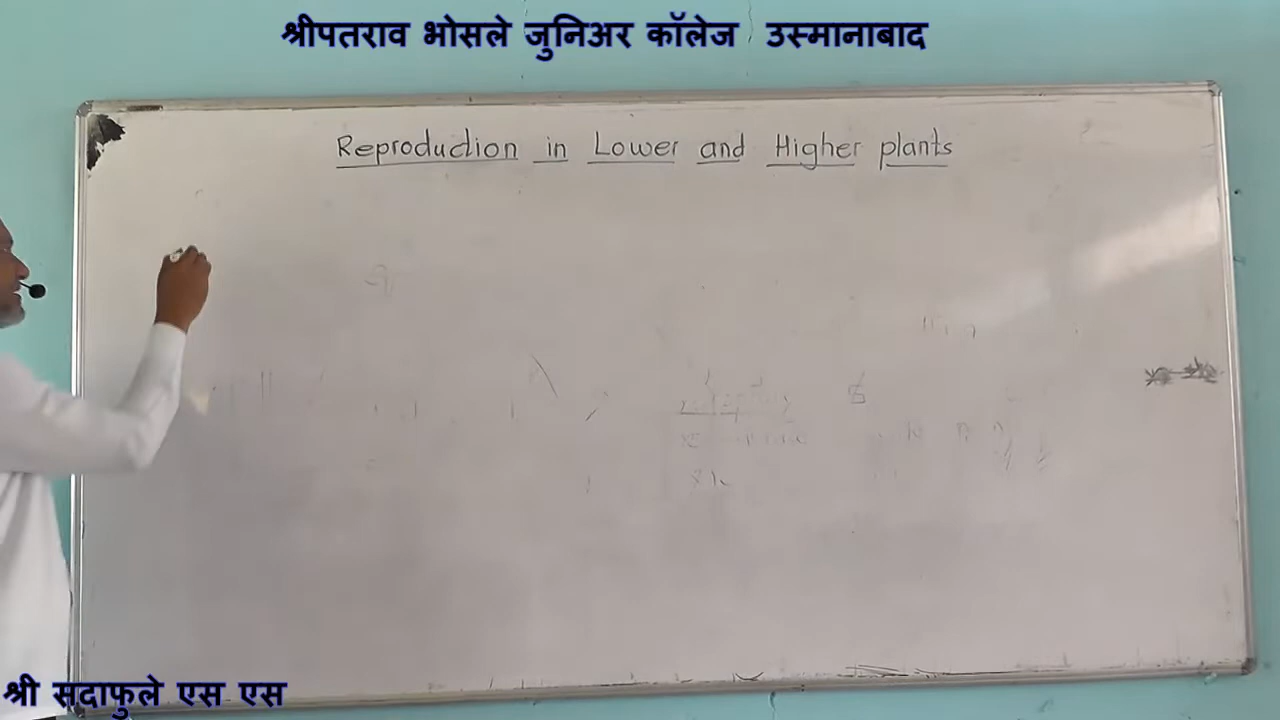 श्रीपतराव भोसले जुनिअर कॉलेज उस्मानाबाद
Reproduction in Lower and Higher plants
श्री सदाफुले एस एस